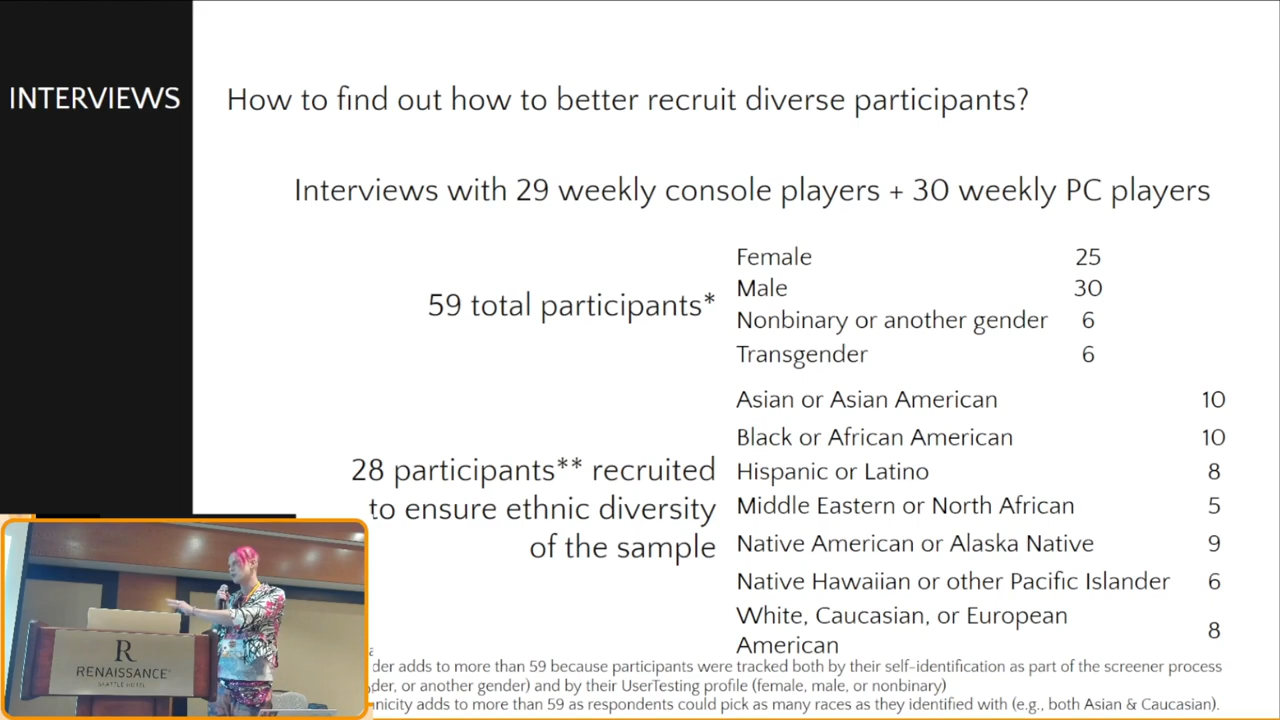 INTERVIEWS
How to find out how to better recruit diverse participants?
Interviews with 29 weekly console players + 30 weekly PC players
59 total participants*
Female 25
Male 30
Nonbinary or another gender 6
Transgender 6
28 participants** recruited
to ensure ethnic diversity
of the sample
Asian or Asian American 10
Black or African American 10
Hispanic or Latino 8
Middle Eastern or North African 5
Native American or Alaska Native 9
Native Hawaiian or other Pacific Islander 6
White, Caucasian, or European
American 8
der adds to more than 59 because participants were tracked both by their self-identification as part of the screener process
der, or another gender) and by their UserTesting profile (female, male, or nonbinary)
nicity adds to more than 59 as respondents could pick as many races as they identified with (e.g., both Asian & Caucasian).
R
RENAISSANCE
SEATTLE HOTEL